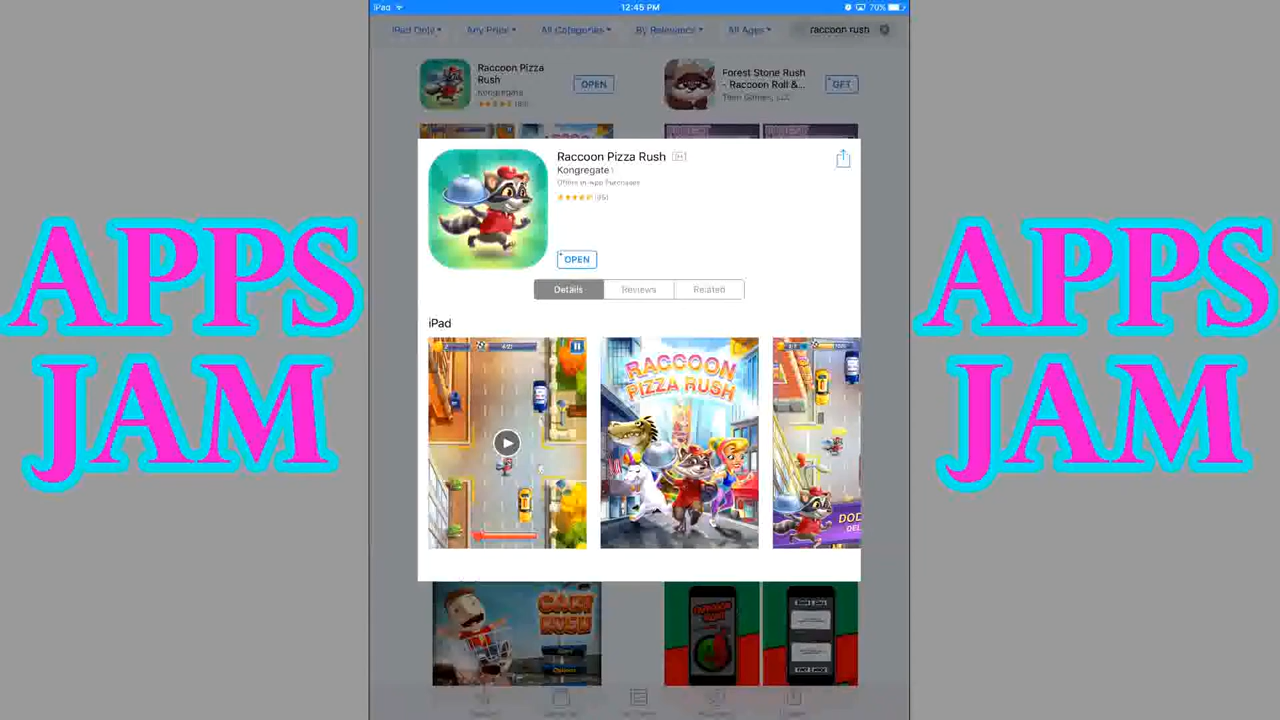 iPad
12:45 PM
70%
iPad Only
Any Price
All Categories
By Relevance
All Ages
raccoon rush
Raccoon Pizza
Rush
Kongregate
OPEN
Forest Stone Rush
- Raccoon Roll &...
GET
APPS
JAM
Raccoon Pizza Rush
Kongregate
Offers In-App Purchases
OPEN
Details
Reviews
Related
iPad
RACCOON
PIZZA RUSH
DOD
DEL
CART
RUSH
APPS
JAM